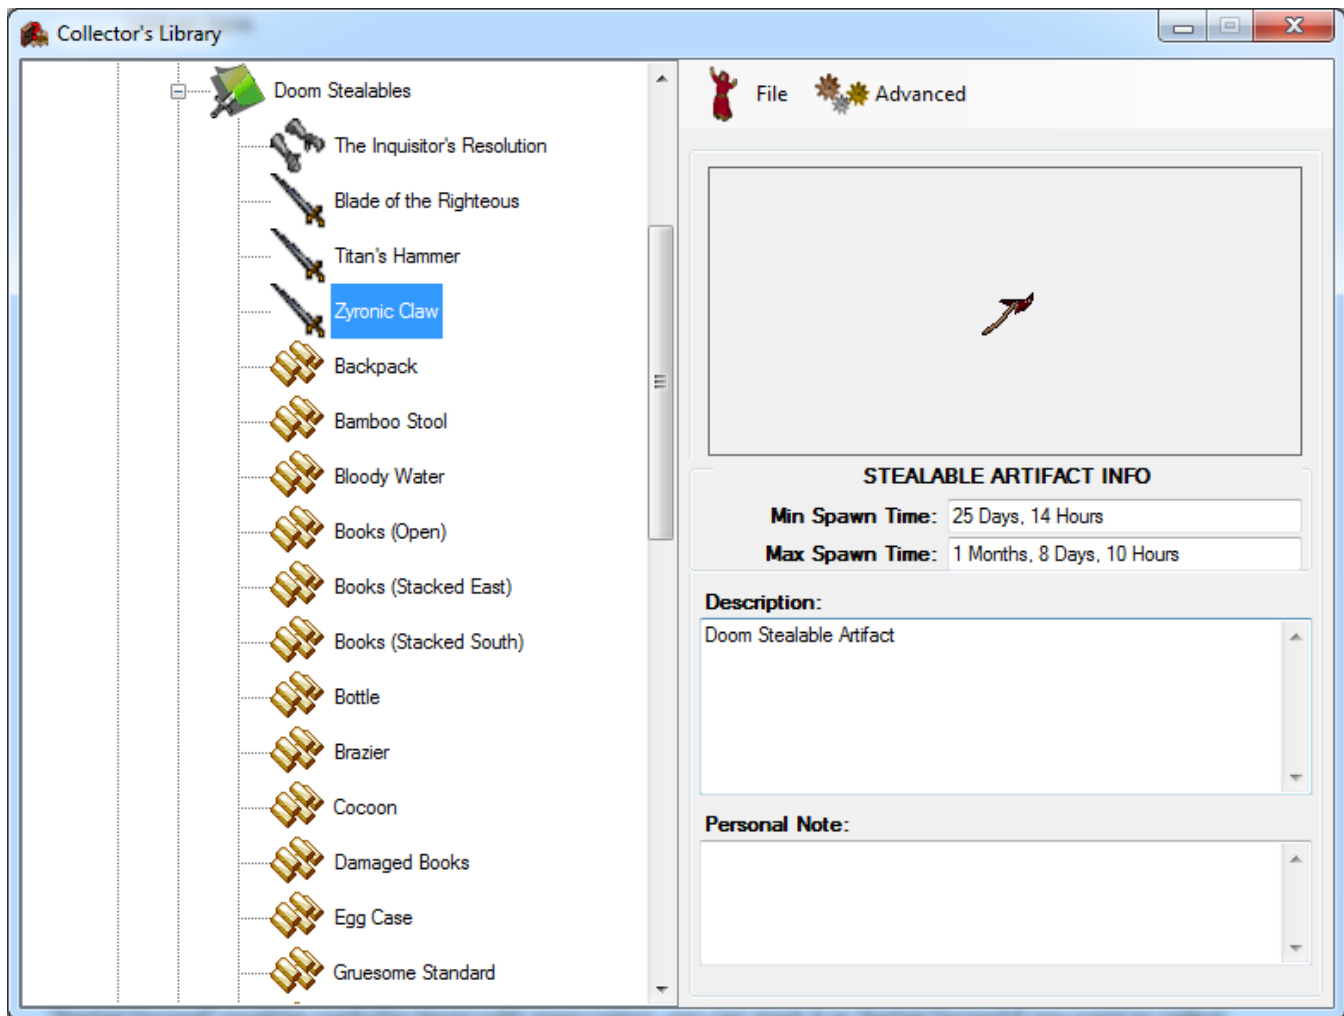 Collector's Library
Doom Stealables
The Inquisitor's Resolution
Blade of the Righteous
Titan's Hammer
Zyronic Claw
Backpack
Bamboo Stool
Bloody Water
Books (Open)
Books (Stacked East)
Books (Stacked South)
Bottle
Brazier
Cocoon
Damaged Books
Egg Case
Gruesome Standard
File
Advanced
STEALABLE ARTIFACT INFO
Min Spawn Time: 25 Days, 14 Hours
Max Spawn Time: 1 Months, 8 Days, 10 Hours
Description:
Doom Stealable Artifact
Personal Note: